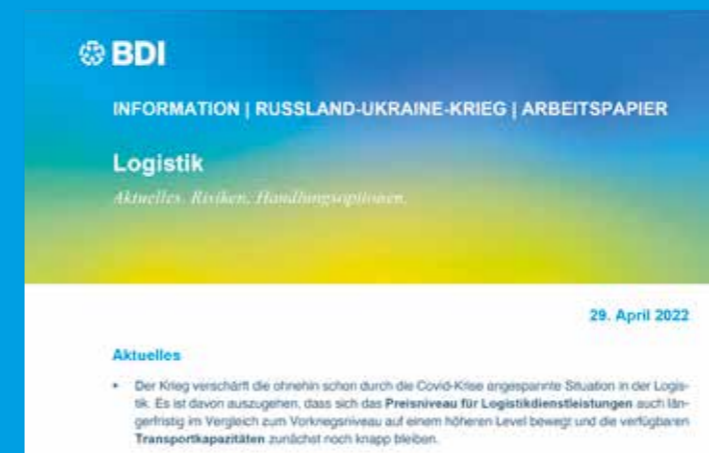 BDI
INFORMATION | RUSSLAND-UKRAINE-KRIEG | ARBEITSPAPIER
Logistik
Aktuelles. Risiken. Handlungsoptionen.
29. April 2022
Aktuelles
• Der Krieg verschärft die ohnehin schon durch die Covid-Krise angespannte Situation in der Logis-
tik. Es ist davon auszugehen, dass sich das Preisniveau für Logistikdienstleistungen auch län-
gerfristig im Vergleich zum Vorkriegsniveau auf einem höheren Level bewegt und die verfügbaren
Transportkapazitäten zunächst noch knapp bleiben.